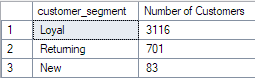 customer_segment Number of Customers
1 Loyal 3116
2 Returning 701
3 New 83